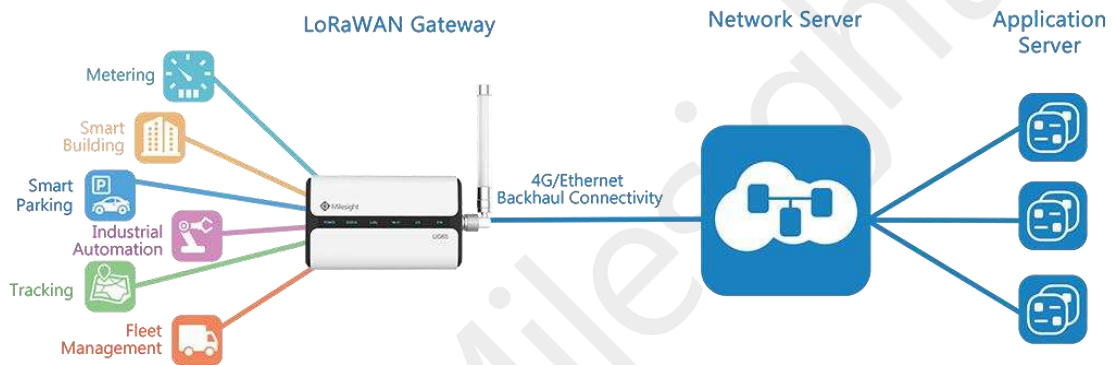 LoRaWAN Gateway
Network Server
Application
Server
Metering
Smart
Building
Smart
Parking
P
Industrial
Automation
Tracking
Fleet
Management
Milesight
UG65
4G/Ethernet
Backhaul Connectivity
Milesight